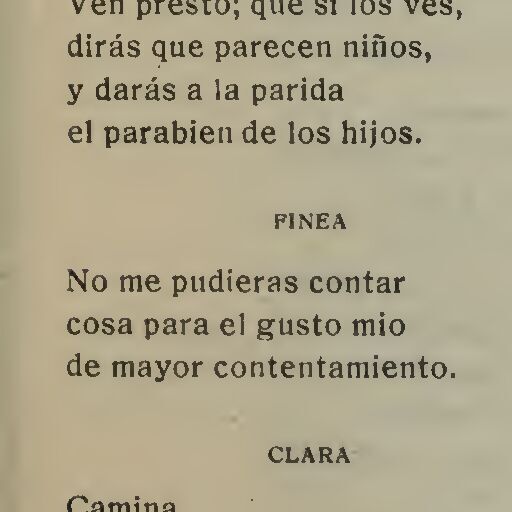 Ven presto; que si los ves,
dirás que parecen niños,
y darás a la parida
el parabien de los hijos.
FINEA
No me pudieras contar
cosa para el gusto mio
de mayor contentamiento.
CLARA
Camina